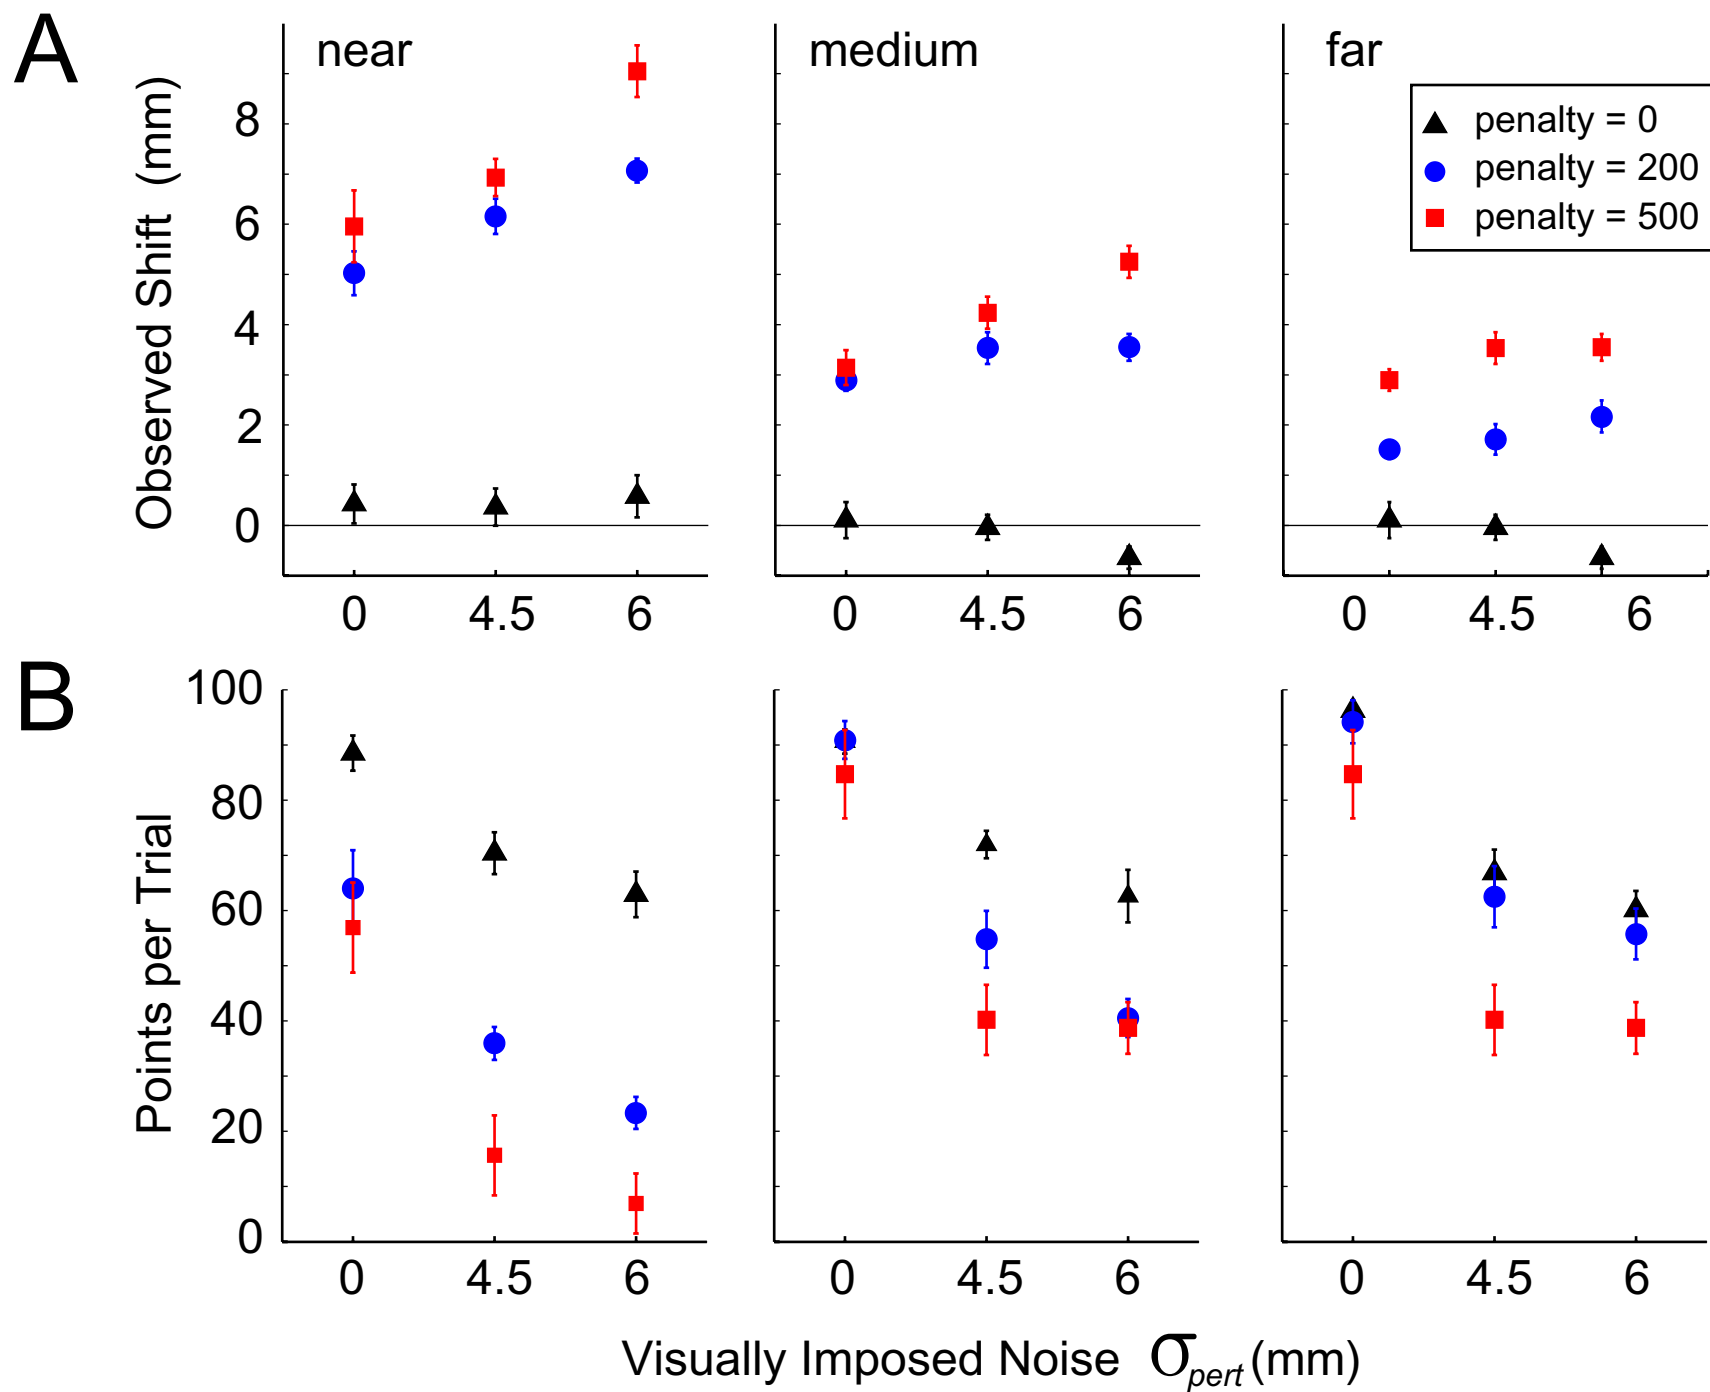 A
near
medium
far
penalty = 0
penalty = 200
penalty = 500
Observed Shift (mm)
8
6
4
2
0
0 4.5 6
0 4.5 6
0 4.5 6
B
Points per Trial
100
80
60
40
20
0
0 4.5 6
0 4.5 6
0 4.5 6
Visually Imposed Noise σpert (mm)